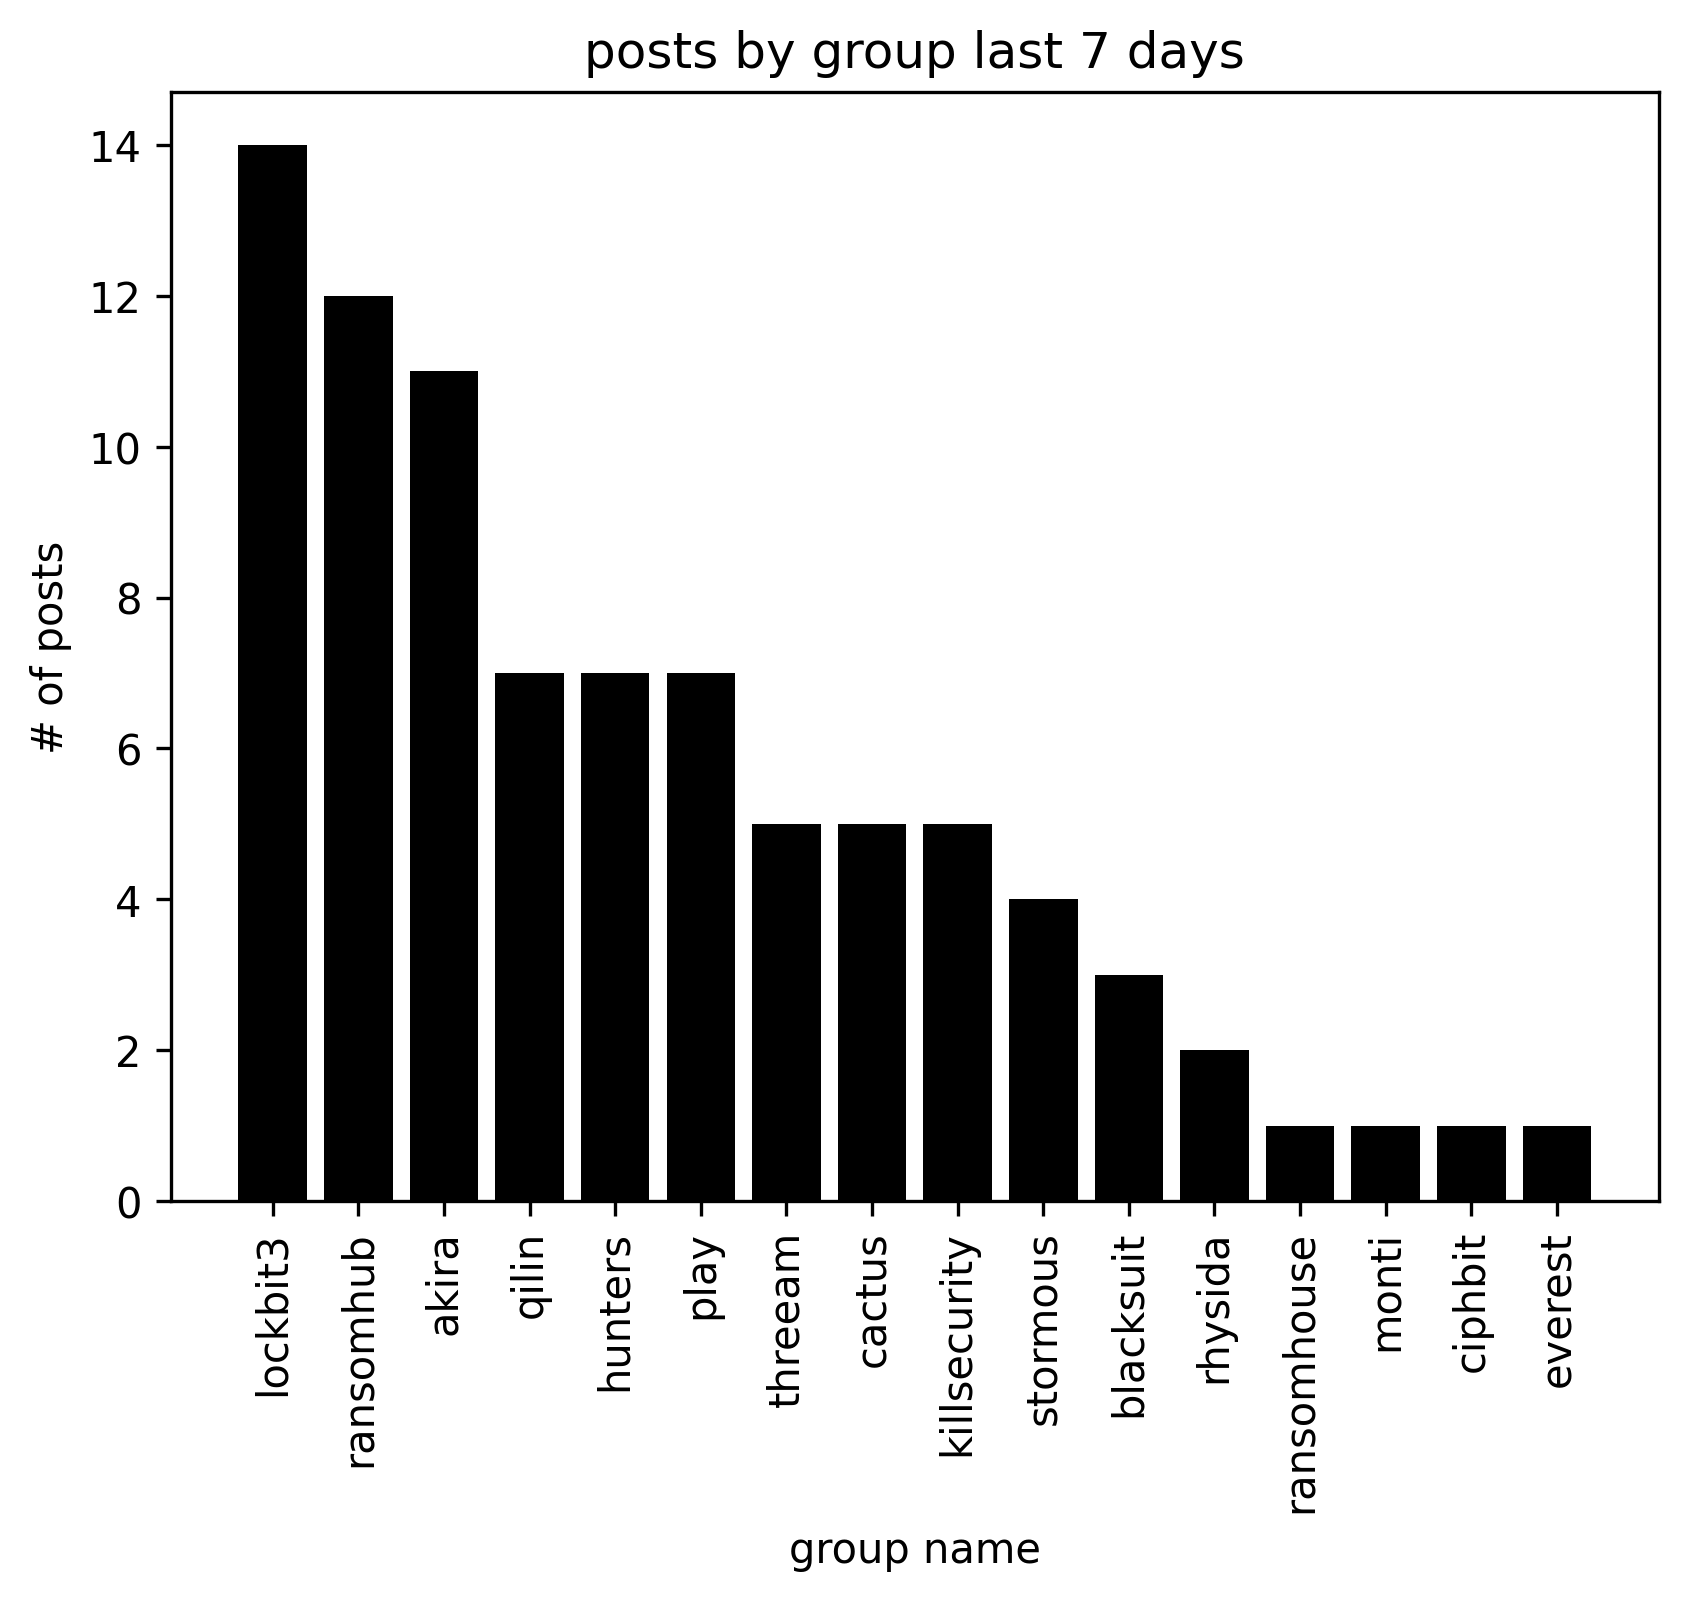 posts by group last 7 days
# of posts
14
12
10
8
6
4
2
0
lockbit3
ransomhub
akira
qilin
hunters
play
threeam
cactus
killsecurity
stormous
blacksuit
rhysida
ransomhouse
monti
ciphbit
everest
group name